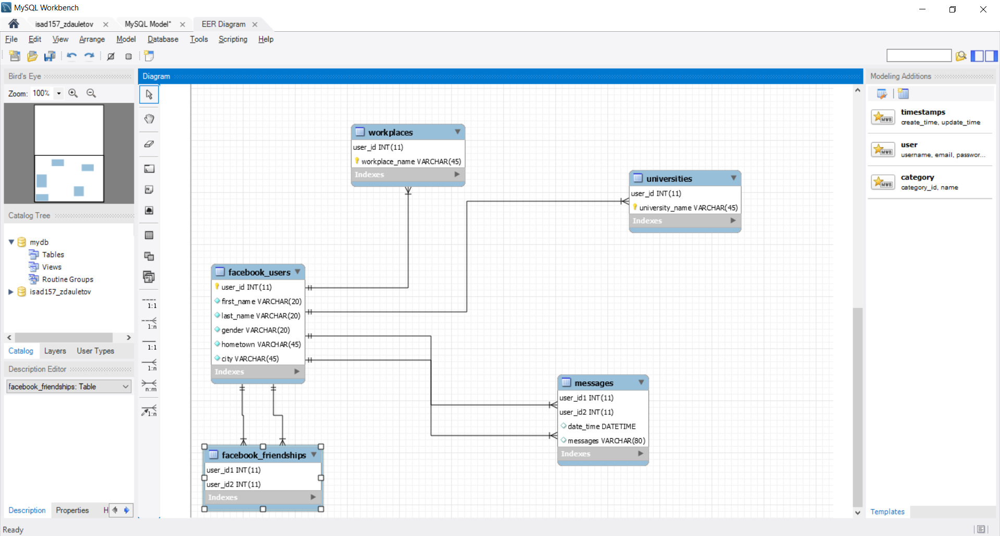 MySQL Workbench
isad157_zdauletov
MySQL Model*
EER Diagram
File Edit View Arrange Model Database Tools Scripting Help
Bird's Eye
Zoom: 100%
Catalog Tree
mydb
Tables
Views
Routine Groups
isad157_zdauletov
Catalog Layers User Types
Description Editor
facebook_friendships: Table
Description Properties H
Ready
Diagram
1:1
1:n
1:1
1:n
n:m
1:n
workplaces
user_id INT(11)
workplace_name VARCHAR(45)
Indexes
universities
user_id INT(11)
university_name VARCHAR(45)
Indexes
facebook_users
user_id INT(11)
first_name VARCHAR(20)
last_name VARCHAR(20)
gender VARCHAR(20)
hometown VARCHAR(45)
city VARCHAR(45)
Indexes
messages
user_id1 INT(11)
user_id2 INT(11)
date_time DATETIME
messages VARCHAR(80)
Indexes
facebook_friendships
user_id1 INT(11)
user_id2 INT(11)
Indexes
Modeling Additions
MWB
timestamps
create_time, update_time
MWB
user
username, email, passwor...
MWB
category
category_id, name
Templates